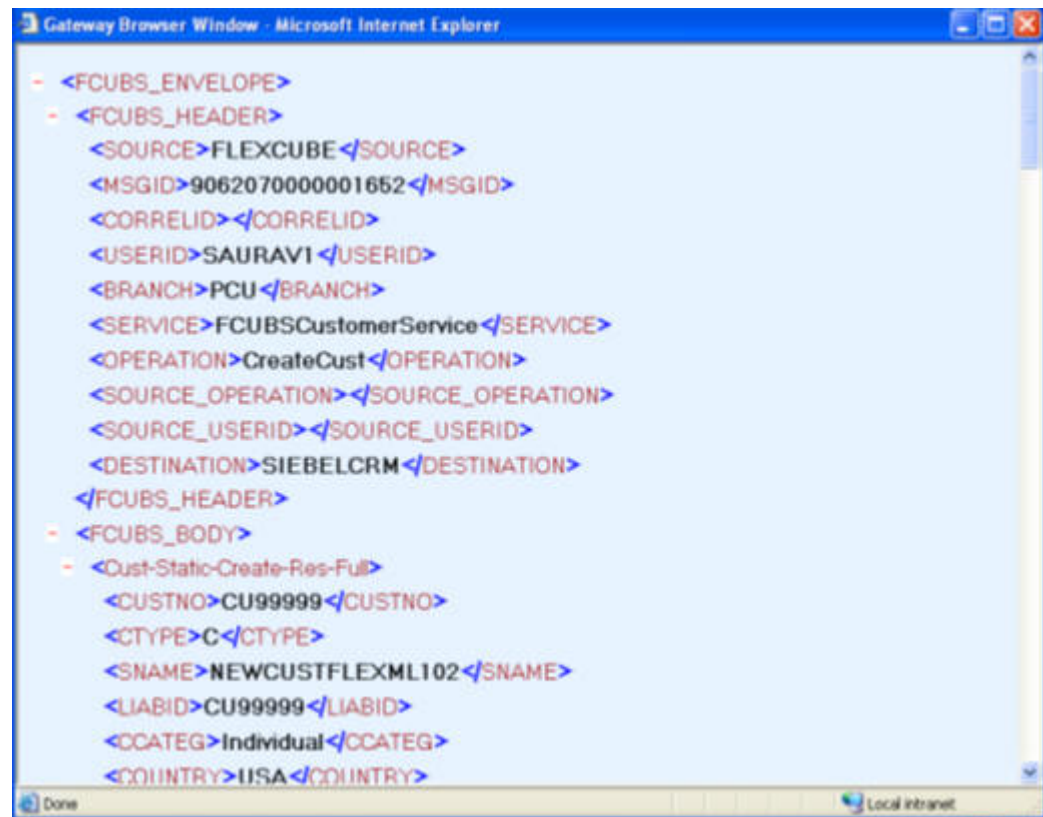 Gateway Browser Window - Microsoft Internet Explorer
- <FCUBS_ENVELOPE>
- <FCUBS_HEADER>
<SOURCE>FLEXCUBE</SOURCE>
<MSGID>9062070000001652</MSGID>
<CORRELID></CORRELID>
<USERID>SAURAV1</USERID>
<BRANCH>PCU</BRANCH>
<SERVICE>FCUBSCustomerService</SERVICE>
<OPERATION>CreateCust</OPERATION>
<SOURCE_OPERATION></SOURCE_OPERATION>
<SOURCE_USERID></SOURCE_USERID>
<DESTINATION>SIEBELCRM</DESTINATION>
</FCUBS_HEADER>
- <FCUBS_BODY>
- <Cust-Static-Create-Res-Full>
<CUSTNO>CU99999</CUSTNO>
<CTYPE>C</CTYPE>
<SNAME>NEWCUSTFLEXML102</SNAME>
<LIABID>CU99999</LIABID>
<CCATEG>Individual</CCATEG>
<COUNTRY>USA</COUNTRY>
Done Local intranet